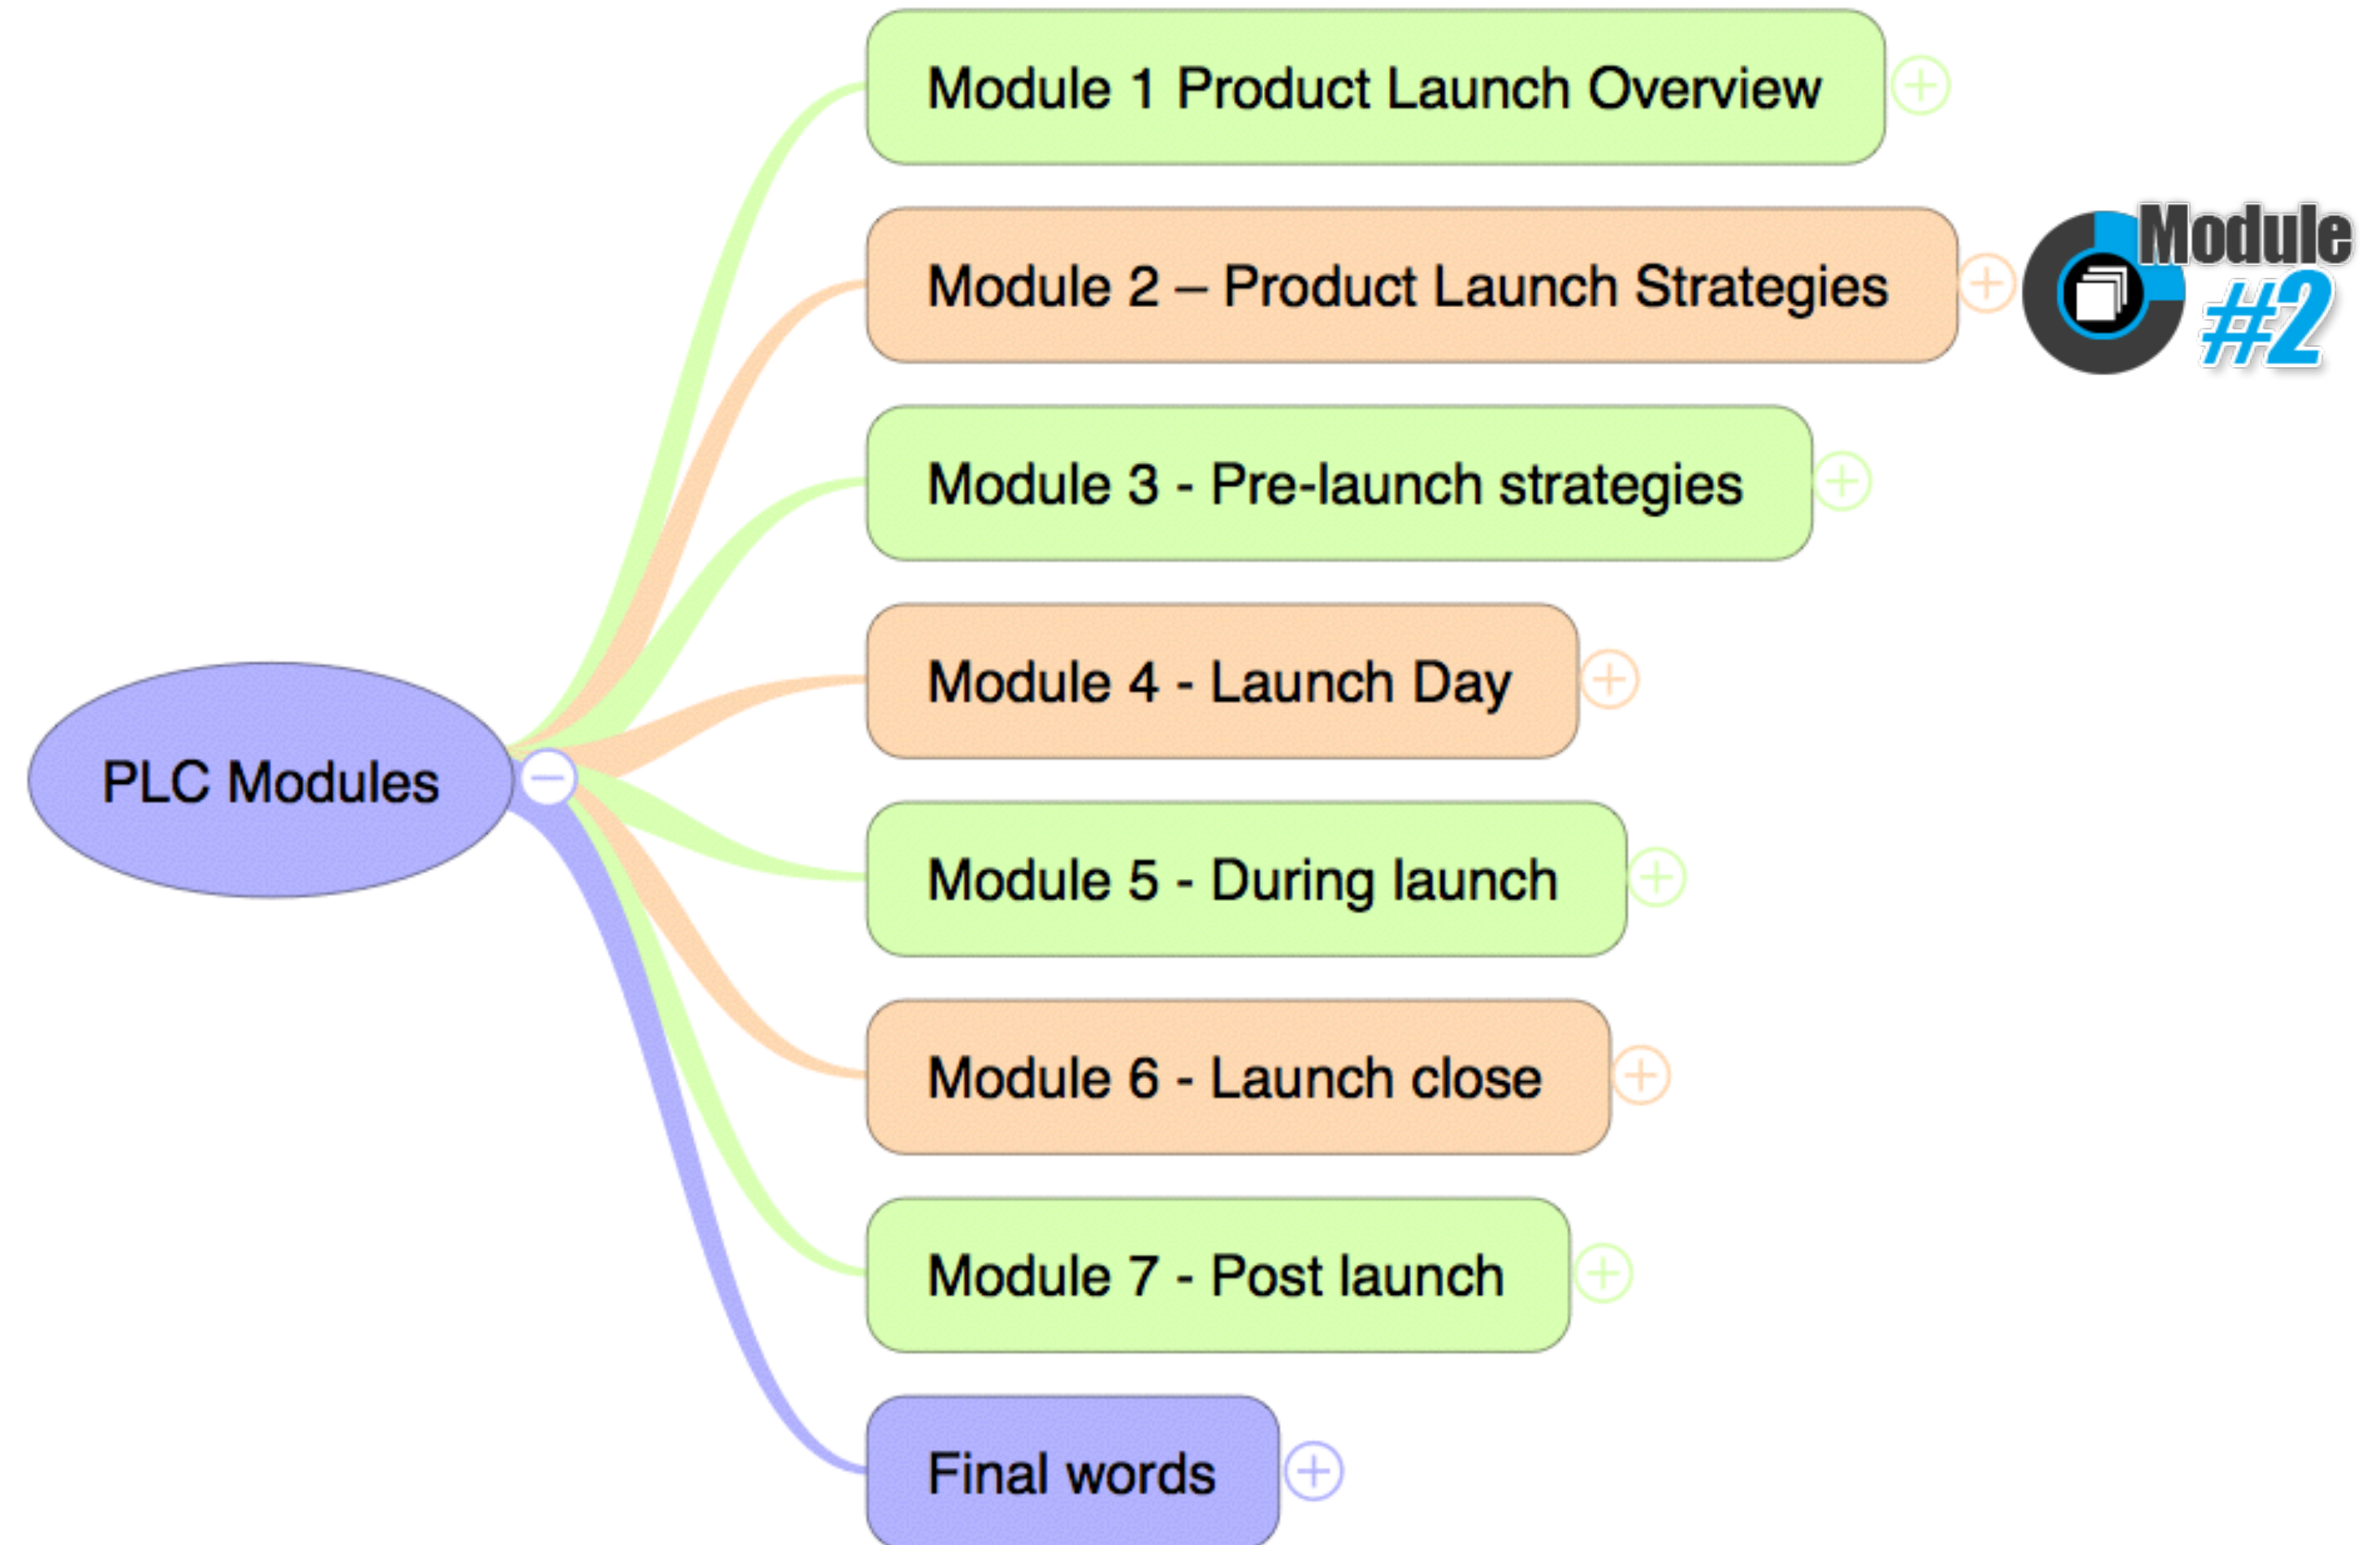 Module 1 Product Launch Overview
Module 2 – Product Launch Strategies
Module
#2
Module 3 - Pre-launch strategies
Module 4 - Launch Day
PLC Modules
Module 5 - During launch
Module 6 - Launch close
Module 7 - Post launch
Final words